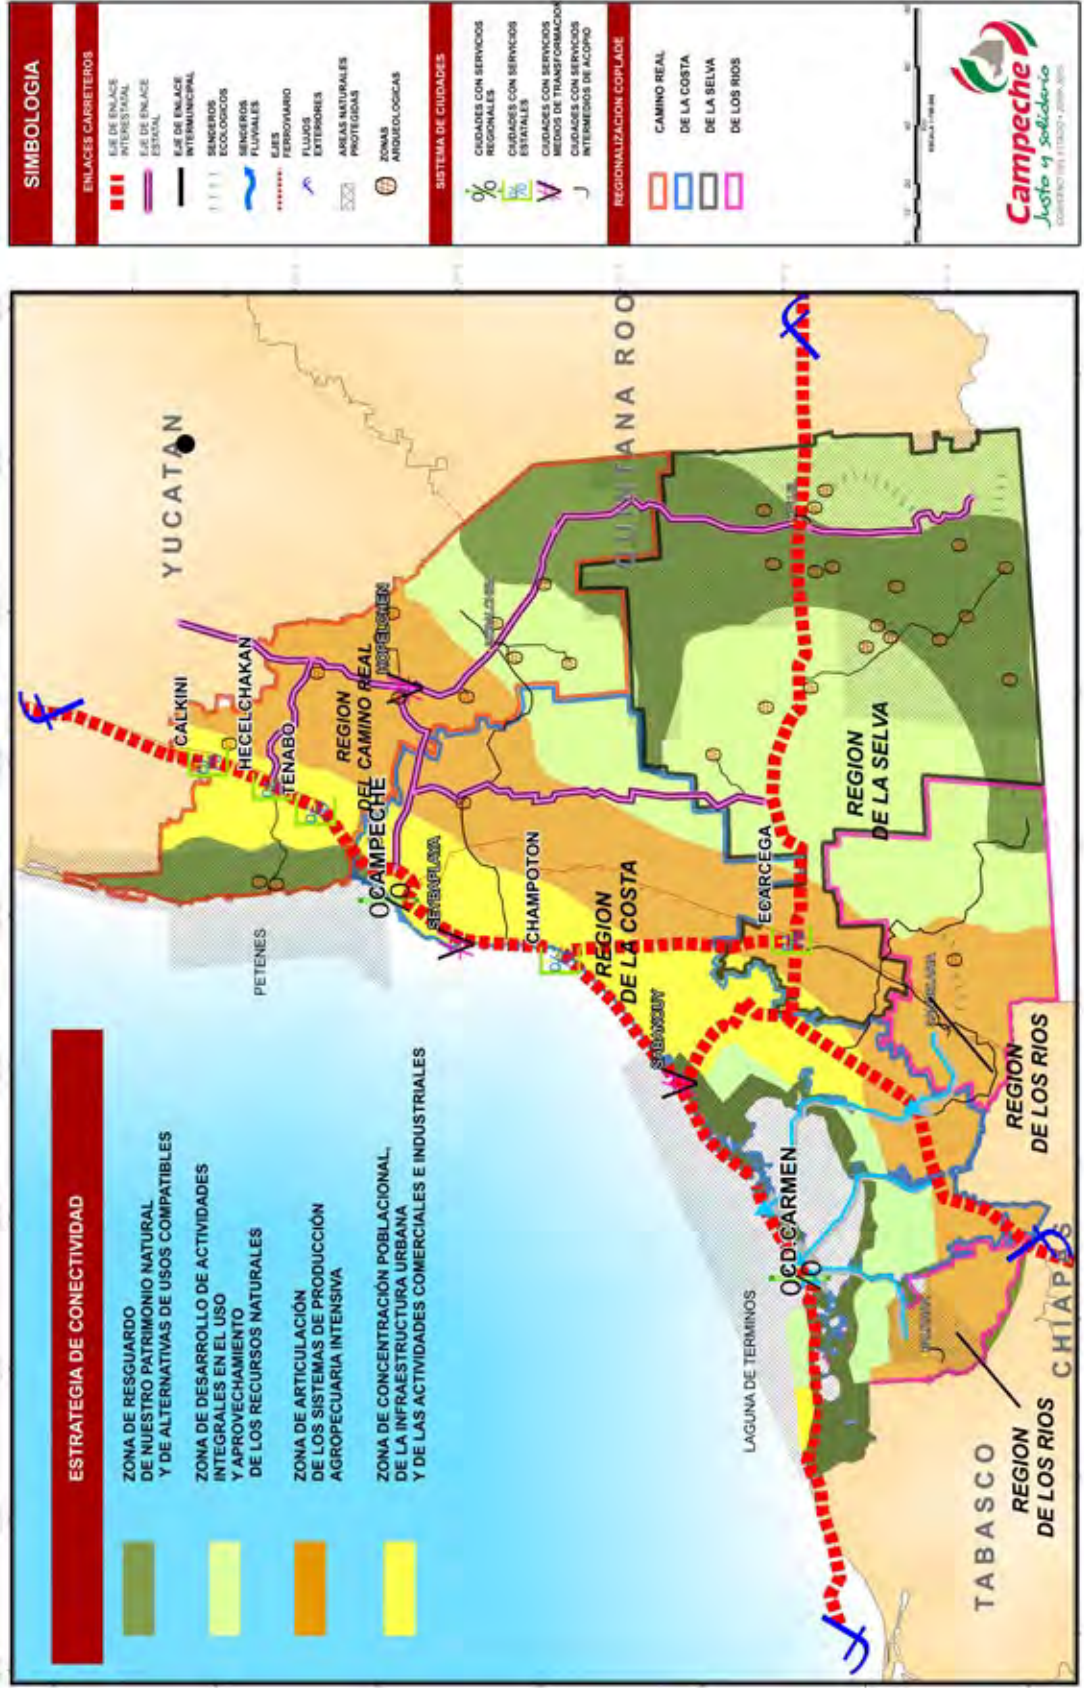 ESTRATEGIA DE CONECTIVIDAD
ZONA DE RESGUARDO
DE NUESTRO PATRIMONIO NATURAL
Y DE ALTERNATIVAS DE USOS COMPATIBLES
ZONA DE DESARROLLO DE ACTIVIDADES
INTEGRALES EN EL USO
Y APROVECHAMIENTO
DE LOS RECURSOS NATURALES
ZONA DE ARTICULACIÓN
DE LOS SISTEMAS DE PRODUCCIÓN
AGROPECUARIA INTENSIVA
ZONA DE CONCENTRACIÓN POBLACIONAL,
DE LA INFRAESTRUCTURA URBANA
Y DE LAS ACTIVIDADES COMERCIALES E INDUSTRIALES
YUCATAN
CALKINI
HECELCHAKAN
TENABO
REGION
DEL CAMINO REAL
HOPELCHEN
CAMPECHE
PETENES
SEYBAPLAYA
CHAMPOTON
REGION
DE LA COSTA
QUINTANA ROO
SABANCUY
ECARCEGA
REGION
DE LA SELVA
LAGUNA DE TERMINOS
CD. CARMEN
REGION
DE LOS RIOS
TABASCO
REGION
DE LOS RIOS
CHIAPAS
SIMBOLOGIA
ENLACES CARRETEROS
EJE DE ENLACE
INTERESTATAL
EJE DE ENLACE
ESTATAL
EJE DE ENLACE
INTERMUNICIPAL
SENDEROS
ECOLOGICOS
SENDEROS
FLUVIALES
EJES
FERROVIARIO
FLUJOS
EXTERIORES
AREAS NATURALES
PROTEGIDAS
ZONAS
ARQUEOLOGICAS
SISTEMA DE CIUDADES
CIUDADES CON SERVICIOS
REGIONALES
CIUDADES CON SERVICIOS
ESTATALES
CIUDADES CON SERVICIOS
MEDIOS DE TRANSFORMACION
CIUDADES CON SERVICIOS
INTERMEDIOS DE ACOPIO
REGIONALIZACION COPLADE
CAMINO REAL
DE LA COSTA
DE LA SELVA
DE LOS RIOS
Campeche
Justo y solidario